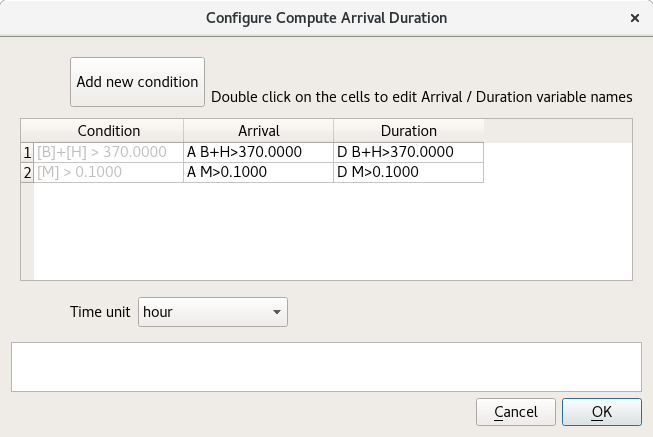 Configure Compute Arrival Duration
×
Add new condition
Double click on the cells to edit Arrival / Duration variable names
Condition Arrival Duration
1 [B]+[H] > 370.0000 A B+H>370.0000 D B+H>370.0000
2 [M] > 0.1000 A M>0.1000 D M>0.1000
Time unit hour
Cancel OK